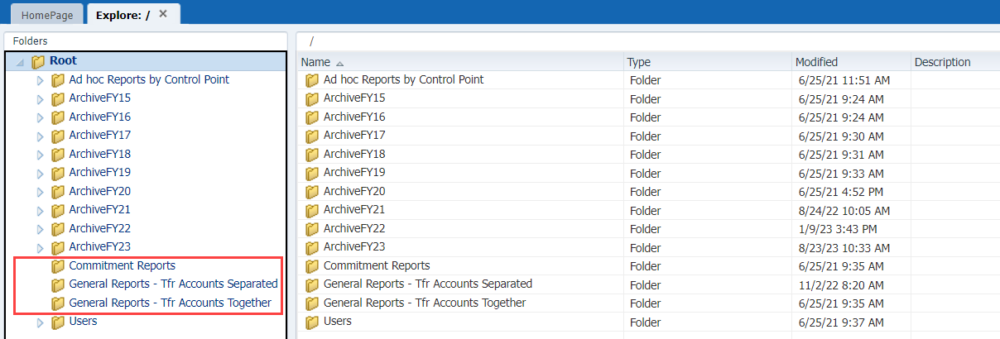 HomePage Explore: / ✕
Folders
Root
Ad hoc Reports by Control Point
ArchiveFY15
ArchiveFY16
ArchiveFY17
ArchiveFY18
ArchiveFY19
ArchiveFY20
ArchiveFY21
ArchiveFY22
ArchiveFY23
Commitment Reports
General Reports - Tfr Accounts Separated
General Reports - Tfr Accounts Together
Users
/
Name Type Modified Description
Ad hoc Reports by Control Point Folder 6/25/21 11:51 AM
ArchiveFY15 Folder 6/25/21 9:24 AM
ArchiveFY16 Folder 6/25/21 9:24 AM
ArchiveFY17 Folder 6/25/21 9:30 AM
ArchiveFY18 Folder 6/25/21 9:31 AM
ArchiveFY19 Folder 6/25/21 9:33 AM
ArchiveFY20 Folder 6/25/21 4:52 PM
ArchiveFY21 Folder 8/24/22 10:05 AM
ArchiveFY22 Folder 1/9/23 3:43 PM
ArchiveFY23 Folder 8/23/23 10:33 AM
Commitment Reports Folder 6/25/21 9:35 AM
General Reports - Tfr Accounts Separated Folder 11/2/22 8:20 AM
General Reports - Tfr Accounts Together Folder 6/25/21 9:35 AM
Users Folder 6/25/21 9:37 AM